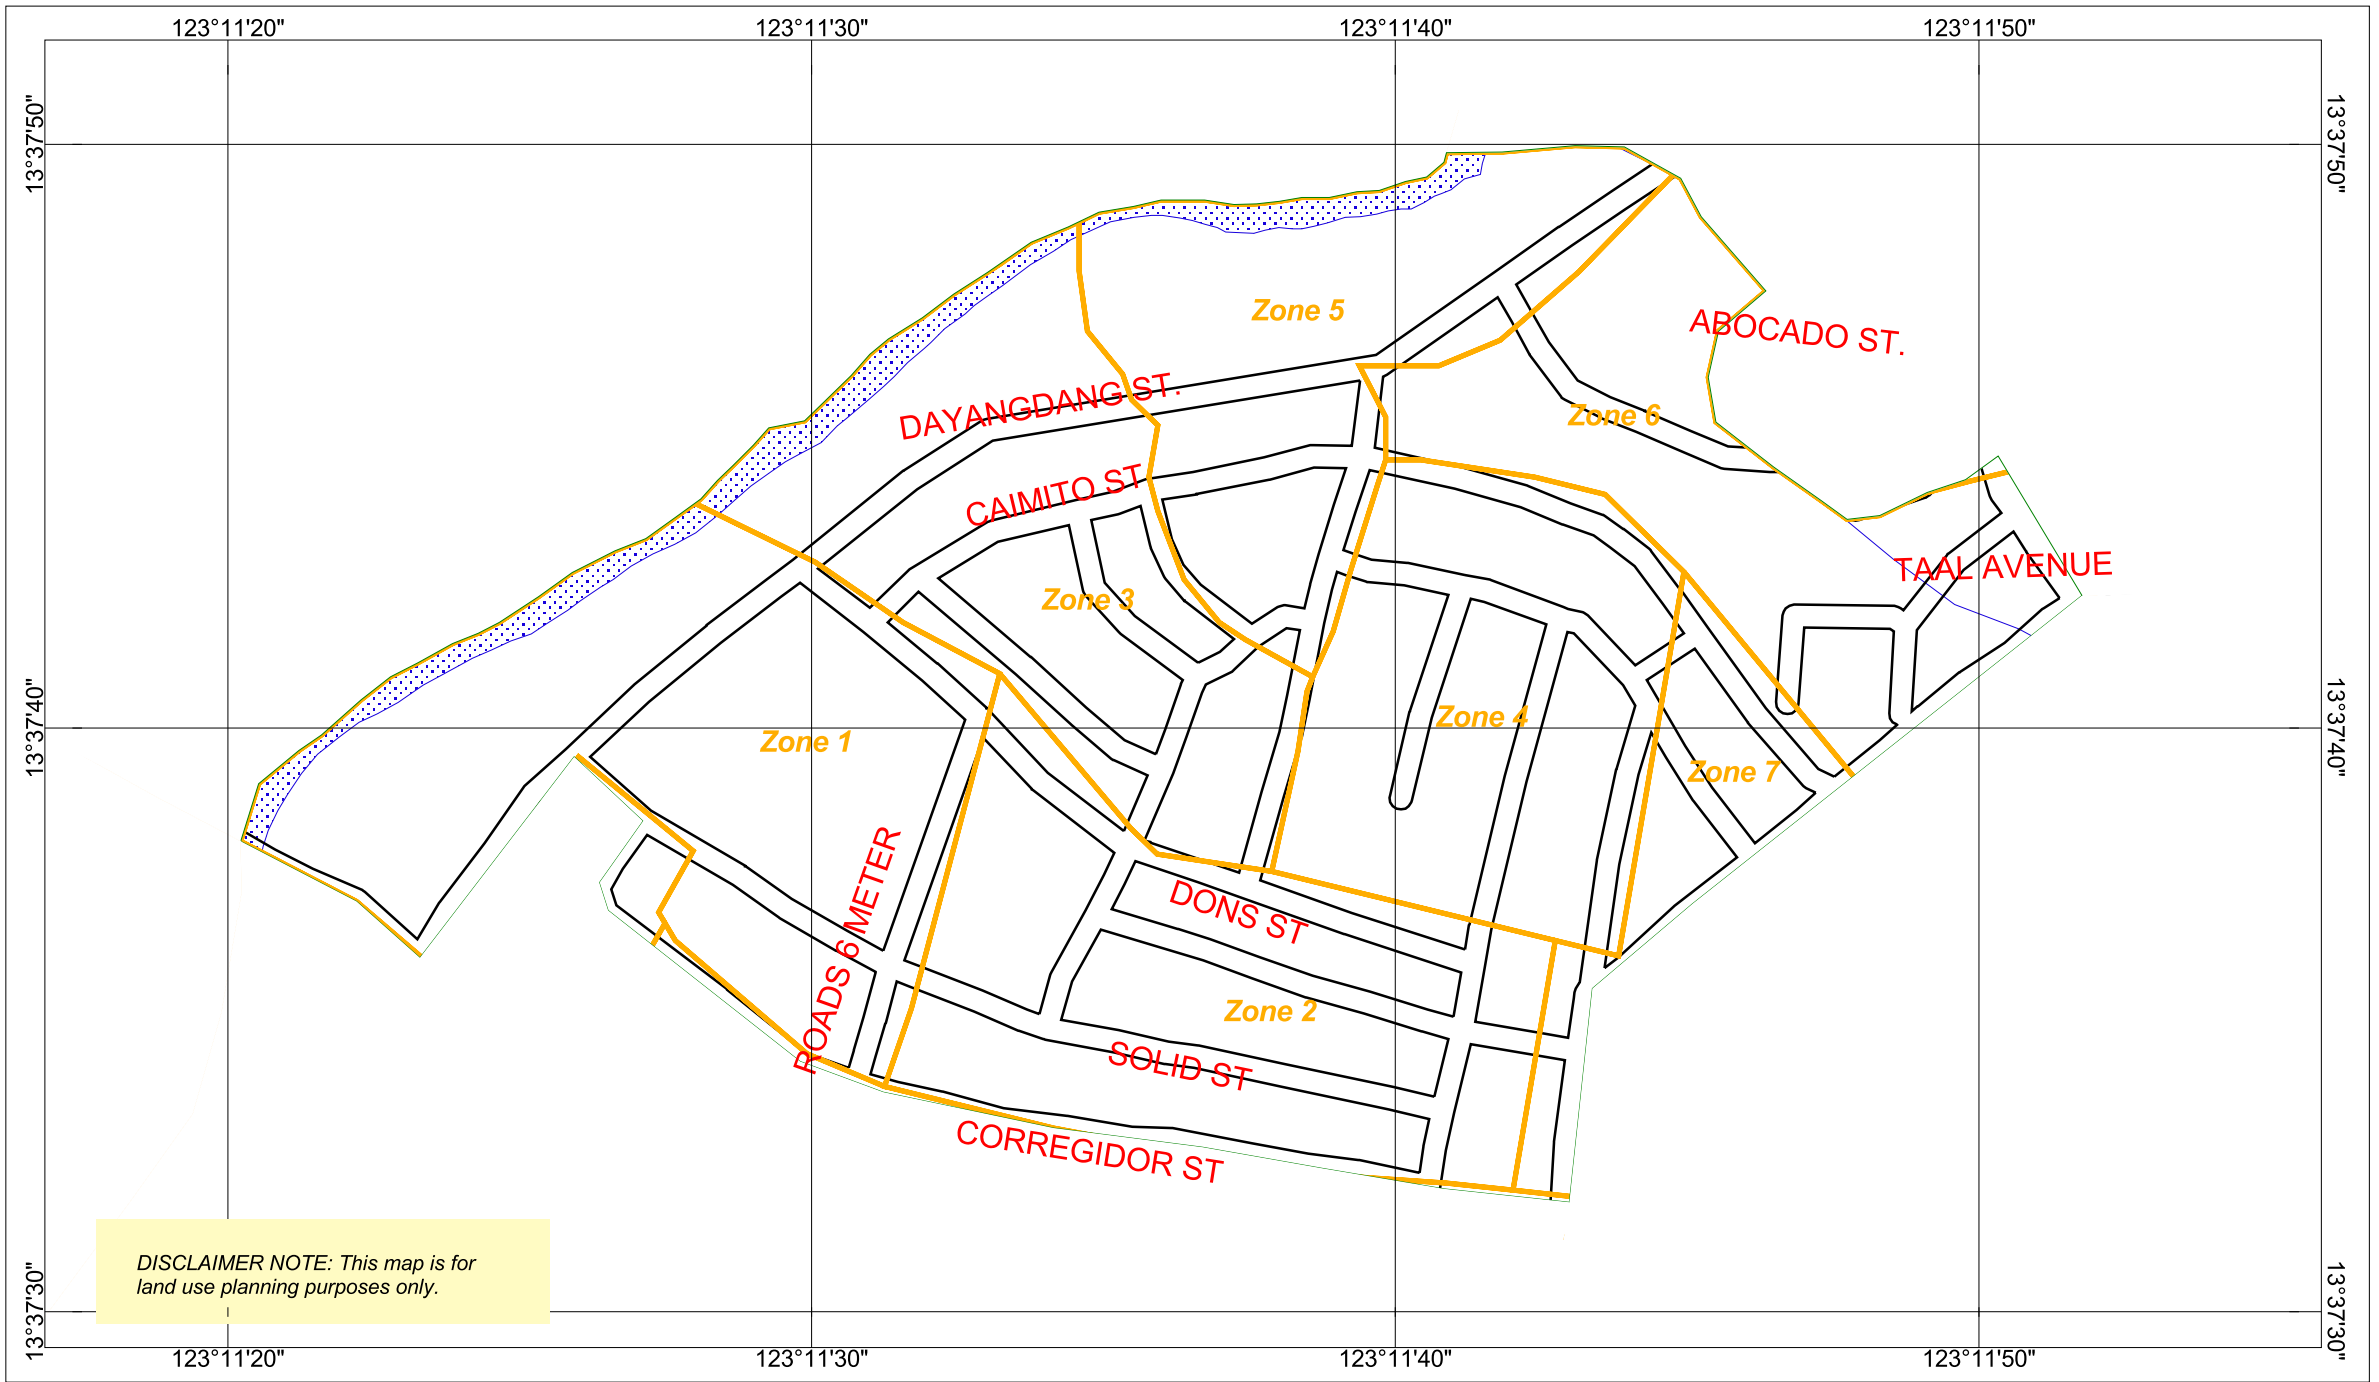 123°11'20" 123°11'30" 123°11'40" 123°11'50"
13°37'50" 13°37'50"
Zone 5
ABOCADO ST.
DAYANGDANG ST.
Zone 6
CAIMITO ST.
TAAL AVENUE
Zone 3
13°37'40" 13°37'40"
Zone 4
Zone 1
Zone 7
ROADS 6 METER
DONS ST
Zone 2
SOLID ST
CORREGIDOR ST
DISCLAIMER NOTE: This map is for
land use planning purposes only.
13°37'30" 13°37'30"
123°11'20" 123°11'30" 123°11'40" 123°11'50"